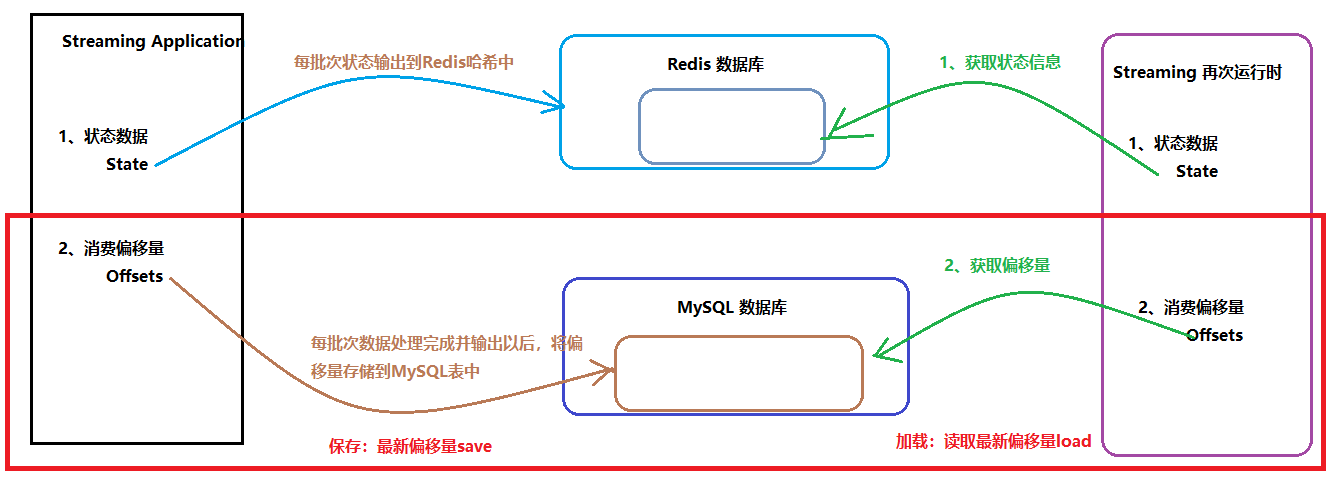 Streaming Application
每批次状态输出到Redis哈希中
1、状态数据
State
2、消费偏移量
Offsets
每批次数据处理完成并输出以后，将偏
移量存储到MySQL表中
保存：最新偏移量save
Redis 数据库
MySQL 数据库
1、获取状态信息
Streaming 再次运行时
1、状态数据
State
2、获取偏移量
2、消费偏移量
Offsets
加载：读取最新偏移量load